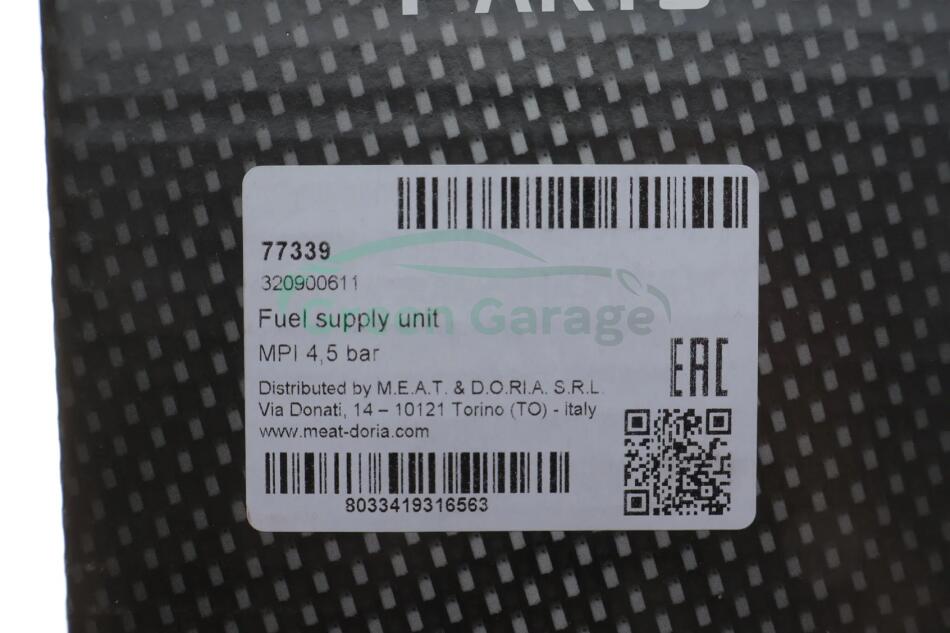 PARTS
77339
320900611
Fuel supply unit
MPI 4,5 bar
Green Garage
EAC
Distributed by M.E.A.T. & D.O.R.I.A. S.R.L.
Via Donati, 14 – 10121 Torino (TO) - Italy
www.meat-doria.com
8033419316563